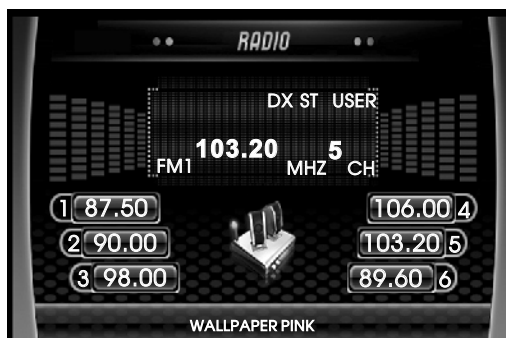 RADIO
DX ST USER
103.20 5
FM1 MHZ CH
1 87.50
106.00 4
2 90.00
103.20 5
3 98.00
89.60 6
WALLPAPER PINK